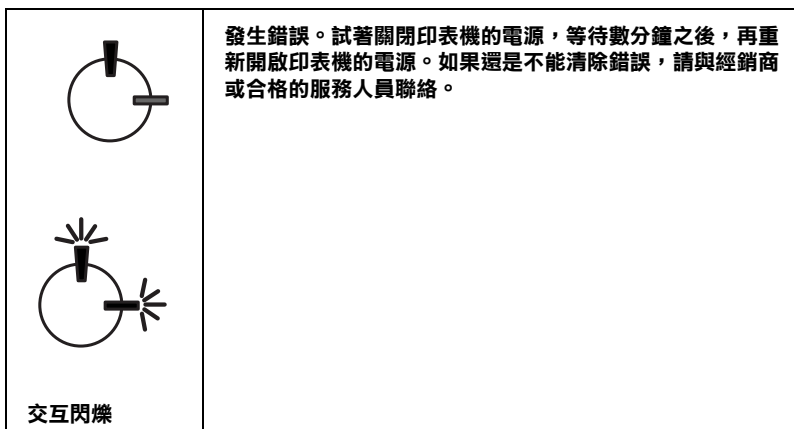 發生錯誤。試著關閉印表機的電源，等待數分鐘之後，再重
新開啟印表機的電源。如果還是不能清除錯誤，請與經銷商
或合格的服務人員聯絡。
交互閃爍